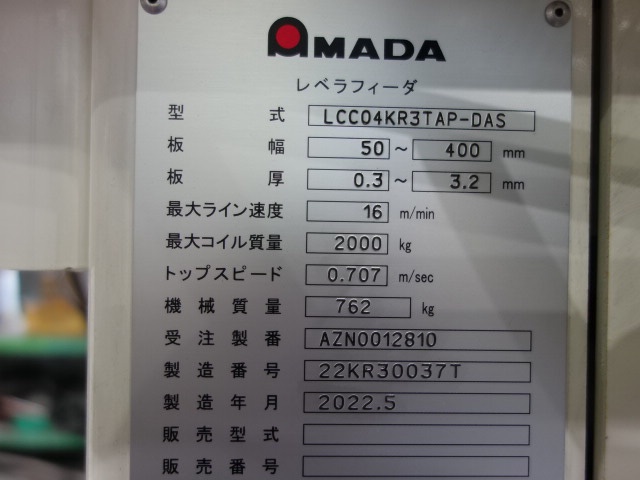 AMADA
レベラフィーダ
型式 LCC04KR3TAP-DAS
板幅 50 ~ 400 mm
板厚 0.3 ~ 3.2 mm
最大ライン速度 16 m/min
最大コイル質量 2000 kg
トップスピード 0.707 m/sec
機械質量 762 kg
受注製番 AZN0012810
製造番号 22KR30037T
製造年月 2022.5
販売型式
販売番号